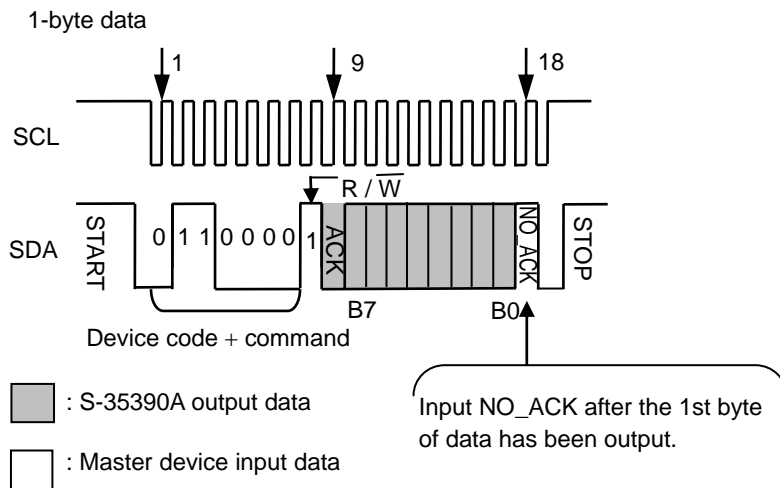 1-byte data
1 9 18
SCL
R / W
SDA
START
0 1 1 0 0 0 0 1
ACK
NO_ACK
STOP
B7 B0
Device code + command
: S-35390A output data
: Master device input data
Input NO_ACK after the 1st byte
of data has been output.